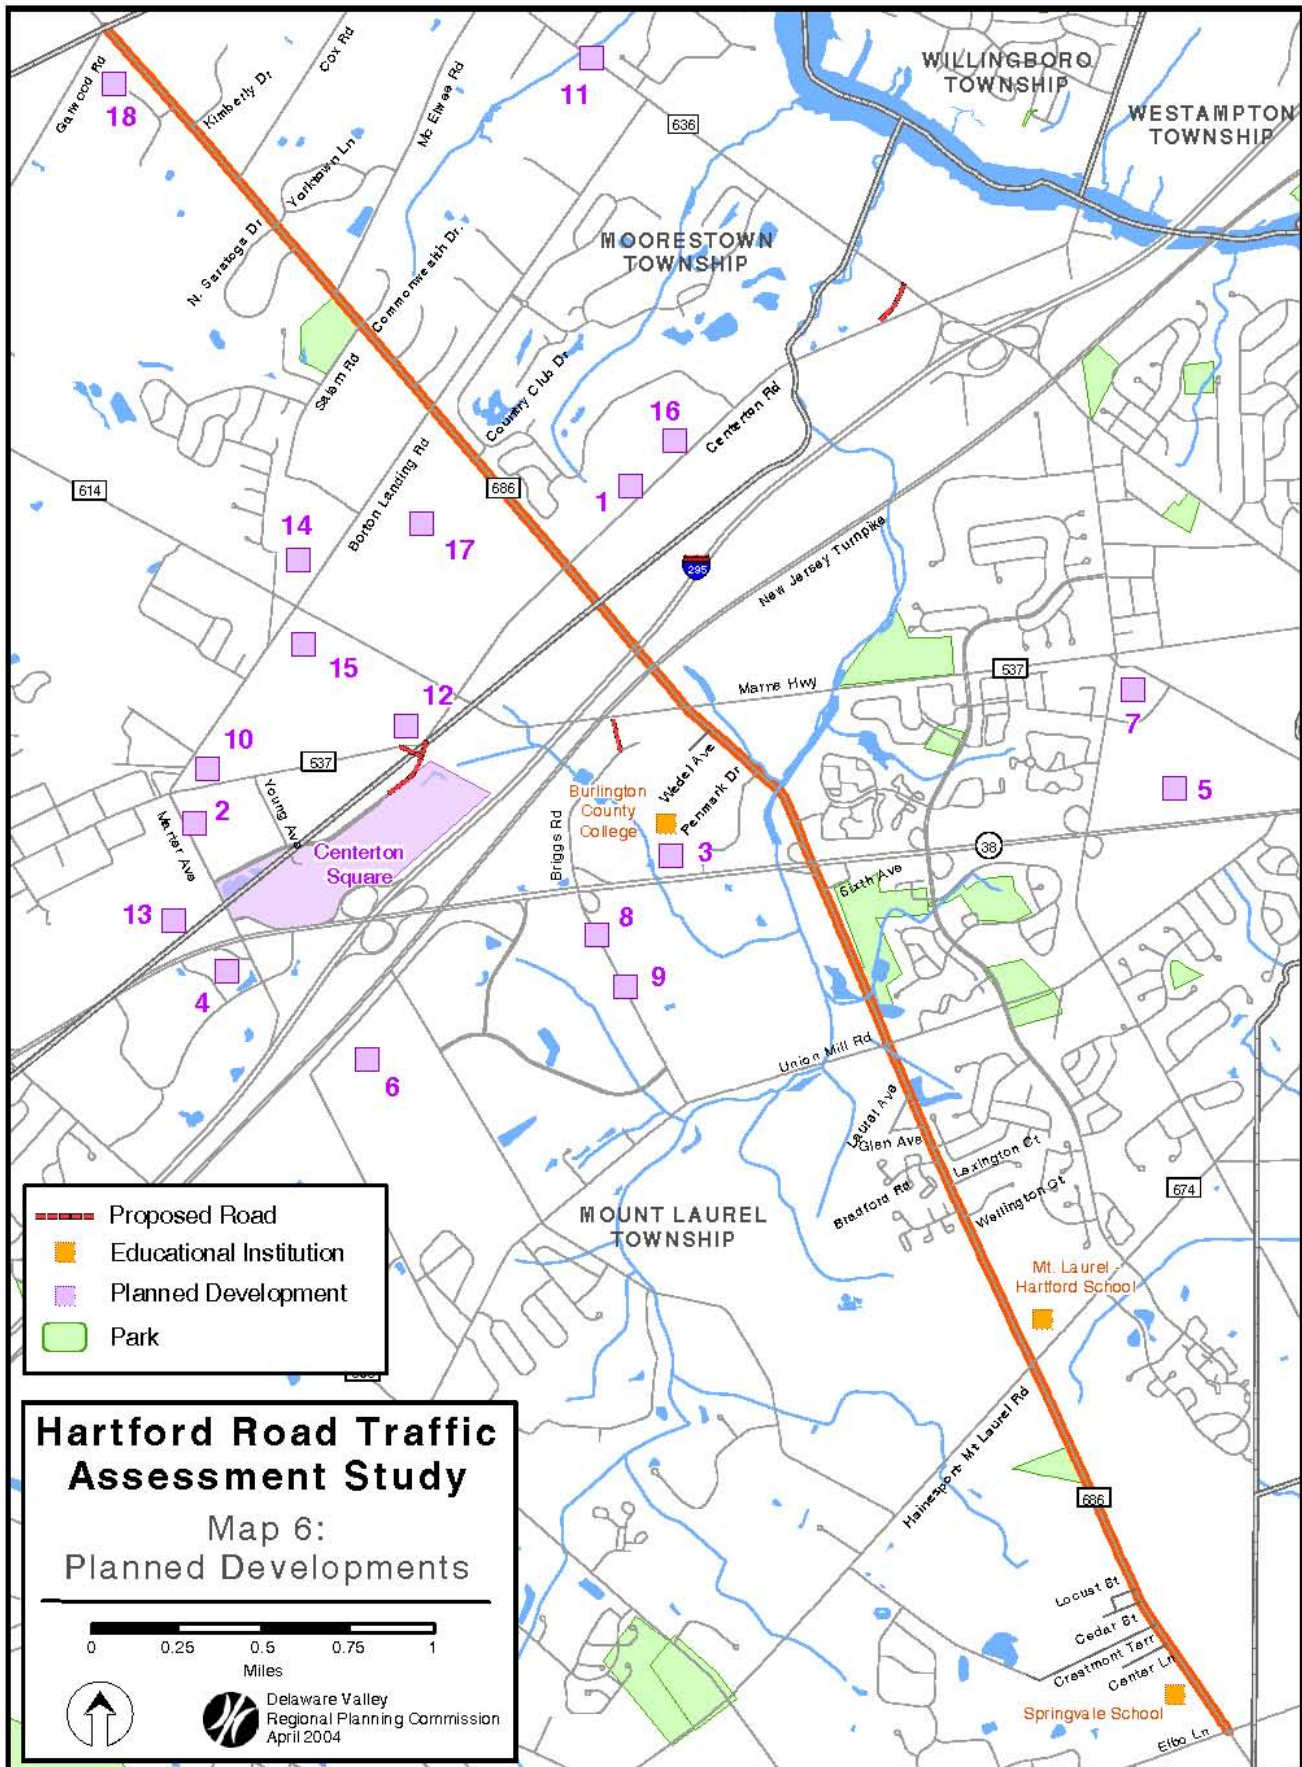 WILLINGBORO
TOWNSHIP
WESTAMPTON
TOWNSHIP
11
636
Garwood Rd
18
Kimberly Dr
Cox Rd
Mc Elwee Rd
Yorktown Ln
N. Saratoga Dr
Commonwealth Dr.
MOORESTOWN
TOWNSHIP
Salem Rd
Country Club Dr
16
Centerton Rd
1
686
614
Borton Landing Rd
14
17
295
New Jersey Turnpike
15
12
Marne Hwy
537
7
10
537
5
2
Young Ave
Marter Ave
Centerton
Square
Burlington
County
College
Wedel Ave
Penmark Dr
3
Briggs Rd
38
Sixth Ave
13
4
8
9
6
Union Mill Rd
Laurel Ave
Glen Ave
Lexington Ct
Bradford Rd
Wellington Ct
674
MOUNT LAUREL
TOWNSHIP
Mt. Laurel -
Hartford School
Hainesport- Mt Laurel Rd
686
Locust St
Cedar St
Crestmont Terr
Center Ln
Springvale School
Elbo Ln
Proposed Road
Educational Institution
Planned Development
Park
Hartford Road Traffic
Assessment Study
Map 6:
Planned Developments
0 0.25 0.5 0.75 1
Miles
Delaware Valley
Regional Planning Commission
April 2004